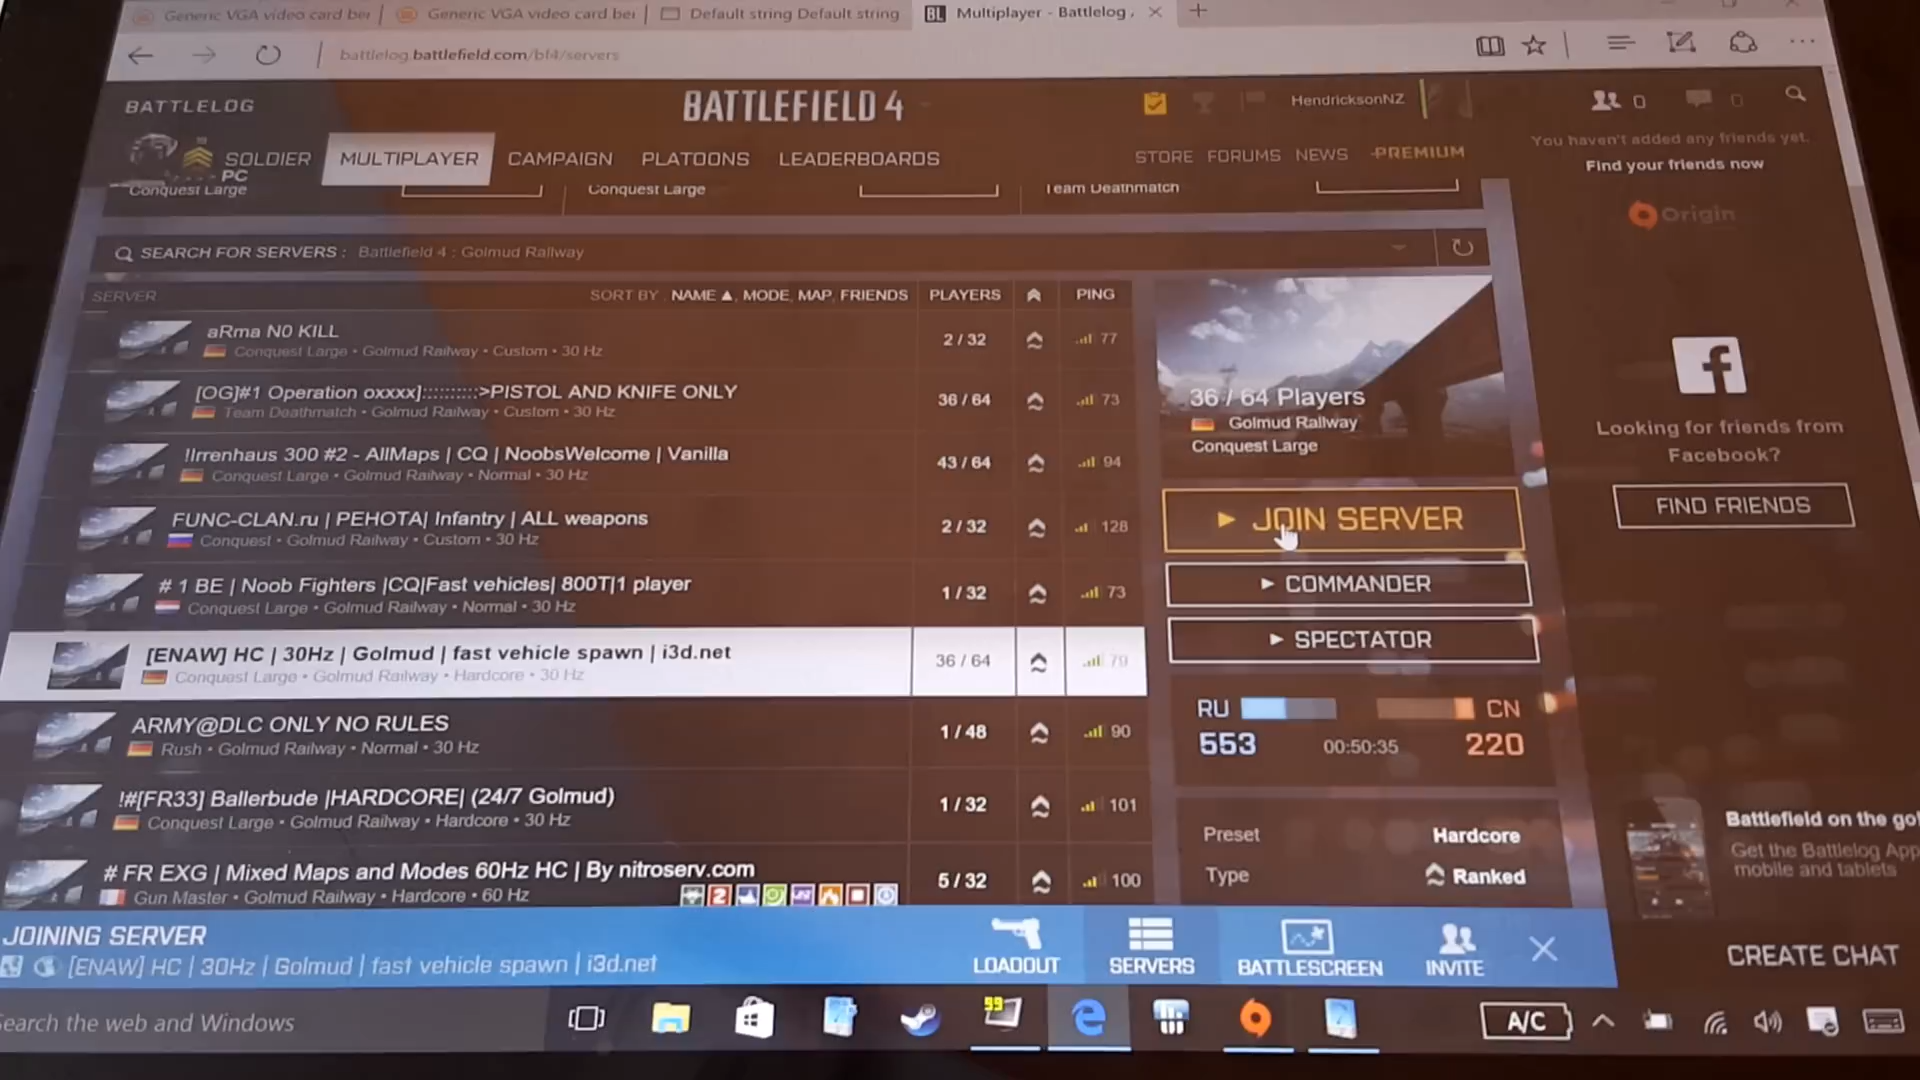 Generic VGA video card ber
Generic VGA video card bei
Default string Default string
BL Multiplayer - Battlelog
battlelog.battlefield.com/bf4/servers
BATTLELOG
BATTLEFIELD 4
HendricksonNZ
0
0
SOLDIER
PC
MULTIPLAYER
CAMPAIGN
PLATOONS
LEADERBOARDS
STORE
FORUMS
NEWS
PREMIUM
You haven't added any friends yet.
Find your friends now
Conquest Large
Conquest Large
Team Deathmatch
Origin
SEARCH FOR SERVERS : Battlefield 4 : Golmud Railway
SERVER
SORT BY NAME, MODE, MAP, FRIENDS
PLAYERS
PING
aRma N0 KILL
Conquest Large • Golmud Railway • Custom • 30 Hz
2 / 32
77
[OG]#1 Operation oxxxx]::::::::::>PISTOL AND KNIFE ONLY
Team Deathmatch • Golmud Railway • Custom • 30 Hz
36 / 64
73
!Irrenhaus 300 #2 - AllMaps | CQ | NoobsWelcome | Vanilla
Conquest Large • Golmud Railway • Normal • 30 Hz
43 / 64
94
FUNC-CLAN.ru | PEHOTA| Infantry | ALL weapons
Conquest • Golmud Railway • Custom • 30 Hz
2 / 32
128
# 1 BE | Noob Fighters |CQ|Fast vehicles| 800T|1 player
Conquest Large • Golmud Railway • Normal • 30 Hz
1 / 32
73
[ENAW] HC | 30Hz | Golmud | fast vehicle spawn | i3d.net
Conquest Large • Golmud Railway • Hardcore • 30 Hz
36 / 64
79
ARMY@DLC ONLY NO RULES
Rush • Golmud Railway • Normal • 30 Hz
1 / 48
90
!#[FR33] Ballerbude |HARDCORE| (24/7 Golmud)
Conquest Large • Golmud Railway • Hardcore • 30 Hz
1 / 32
101
# FR EXG | Mixed Maps and Modes 60Hz HC | By nitroserv.com
Gun Master • Golmud Railway • Hardcore • 60 Hz
5 / 32
100
36 / 64 Players
Golmud Railway
Conquest Large
JOIN SERVER
COMMANDER
SPECTATOR
RU
CN
553
00:50:35
220
Preset
Hardcore
Type
Ranked
Looking for friends from
Facebook?
FIND FRIENDS
Battlefield on the go!
Get the Battlelog App
mobile and tablets
CREATE CHAT
JOINING SERVER
[ENAW] HC | 30Hz | Golmud | fast vehicle spawn | i3d.net
LOADOUT
SERVERS
BATTLESCREEN
INVITE
Search the web and Windows
99
A/C